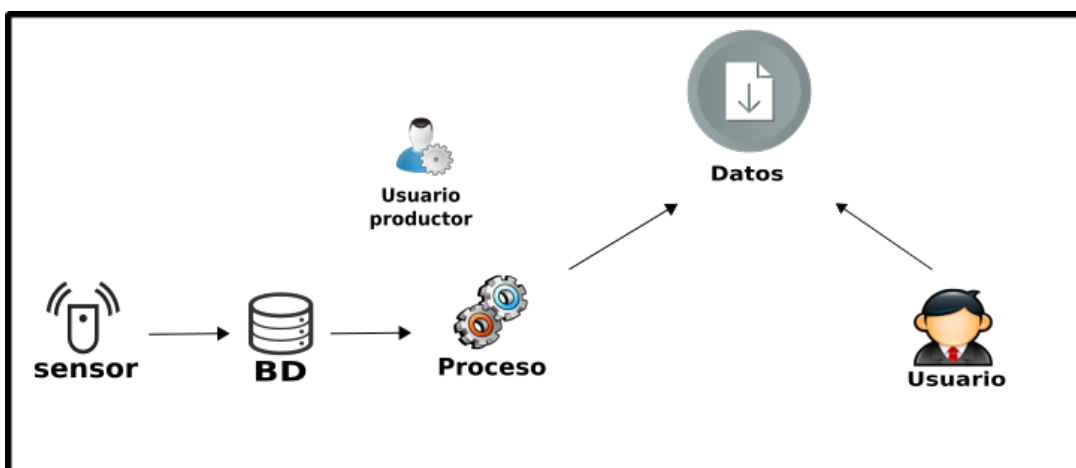 Datos
Usuario
productor
sensor
BD
Proceso
Usuario